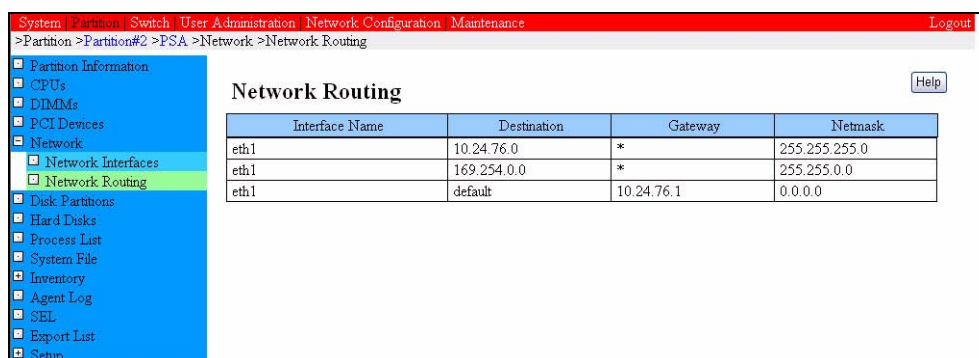 System | Partition | Switch | User Administration | Network Configuration | Maintenance Logout
>Partition >Partition#2 >PSA >Network >Network Routing
Partition Information
CPUs
DIMMs
PCI Devices
Network
Network Interfaces
Network Routing
Disk Partitions
Hard Disks
Process List
System File
Inventory
Agent Log
SEL
Export List
Setup
Network Routing
Help
Interface Name Destination Gateway Netmask
eth1 10.24.76.0 * 255.255.255.0
eth1 169.254.0.0 * 255.255.0.0
eth1 default 10.24.76.1 0.0.0.0